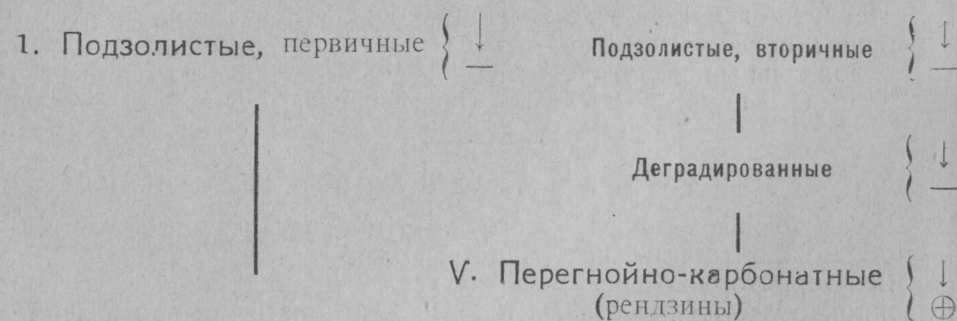 1. Подзолистые, первичные { ↓ —
Подзолистые, вторичные { ↓ —
Деградированные { ↓ —
V. Перегнойно-карбонатные { ↓ ⊕
(рендзины)